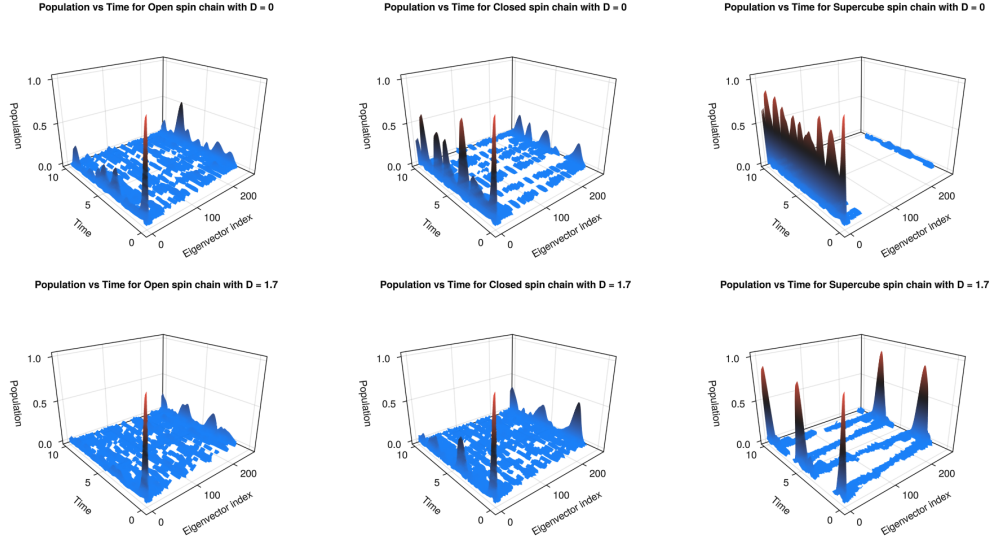 Population vs Time for Open spin chain with D = 0
Population vs Time for Closed spin chain with D = 0
Population vs Time for Supercube spin chain with D = 0
1.0
0.5
0.0
Population
10
5
0
Time
0
100
200
Eigenvector index
1.0
0.5
0.0
Population
10
5
0
Time
0
100
200
Eigenvector index
1.0
0.5
0.0
Population
10
5
0
Time
0
100
200
Eigenvector index
Population vs Time for Open spin chain with D = 1.7
Population vs Time for Closed spin chain with D = 1.7
Population vs Time for Supercube spin chain with D = 1.7
1.0
0.5
0.0
Population
10
5
0
Time
0
100
200
Eigenvector index
1.0
0.5
0.0
Population
10
5
0
Time
0
100
200
Eigenvector index
1.0
0.5
0.0
Population
10
5
0
Time
0
100
200
Eigenvector index